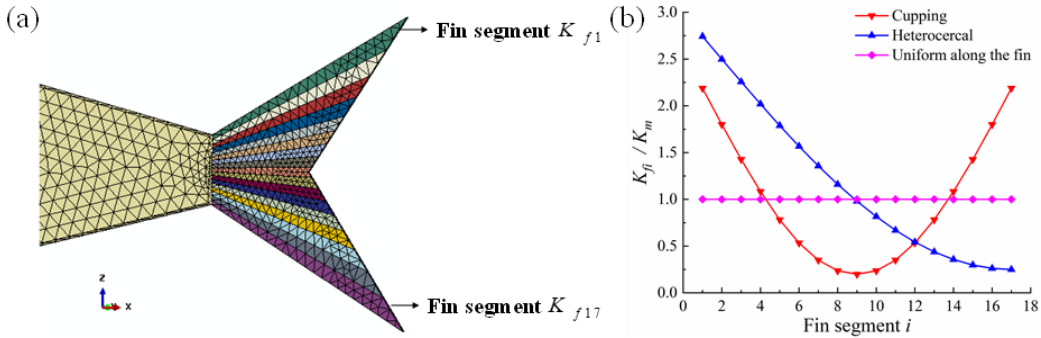 (a)
Fin segment K f1
Fin segment K f17
z
x
(b)
Cupping
Heterocercal
Uniform along the fin
K_fi / K_m
3.0
2.5
2.0
1.5
1.0
0.5
0.0
0 2 4 6 8 10 12 14 16 18
Fin segment i